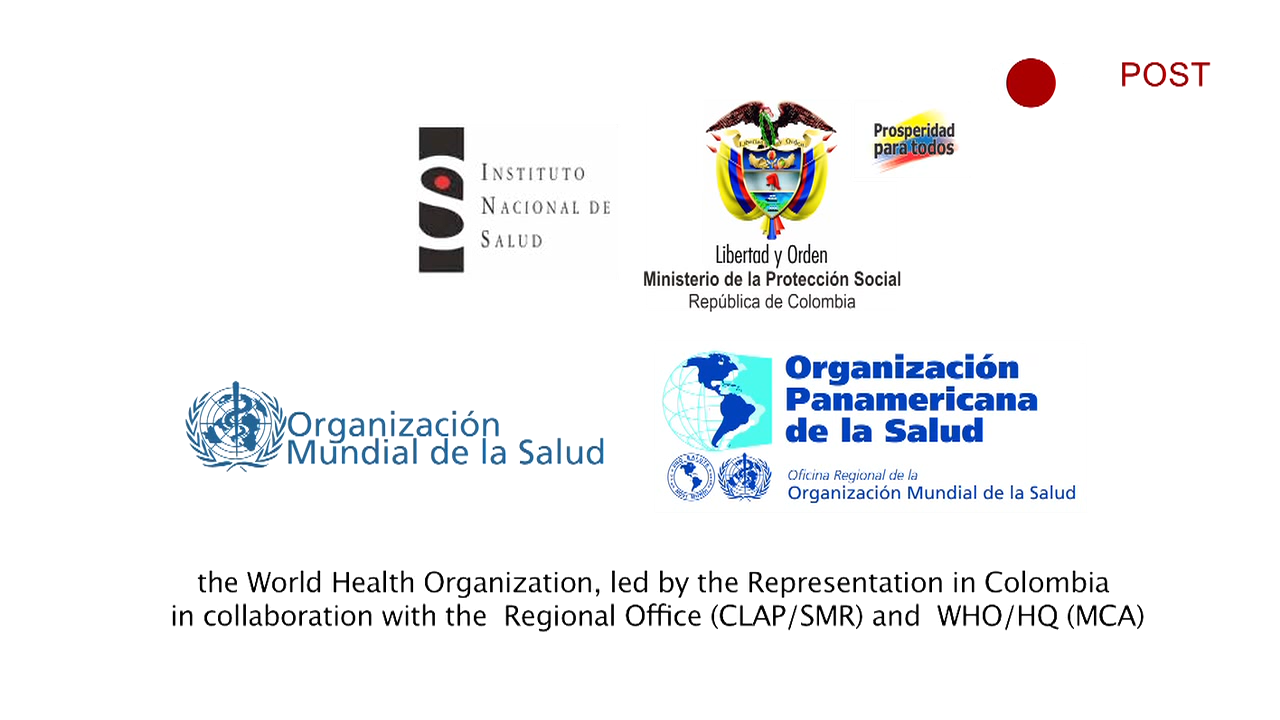 POST
Prosperidad
para todos
INSTITUTO
NACIONAL DE
SALUD
Libertad y Orden
Libertad y Orden
Ministerio de la Protección Social
República de Colombia
Organización
Mundial de la Salud
Organización
Panamericana
de la Salud
Oficina Regional de la
Organización Mundial de la Salud
the World Health Organization, led by the Representation in Colombia
in collaboration with the Regional Office (CLAP/SMR) and WHO/HQ (MCA)